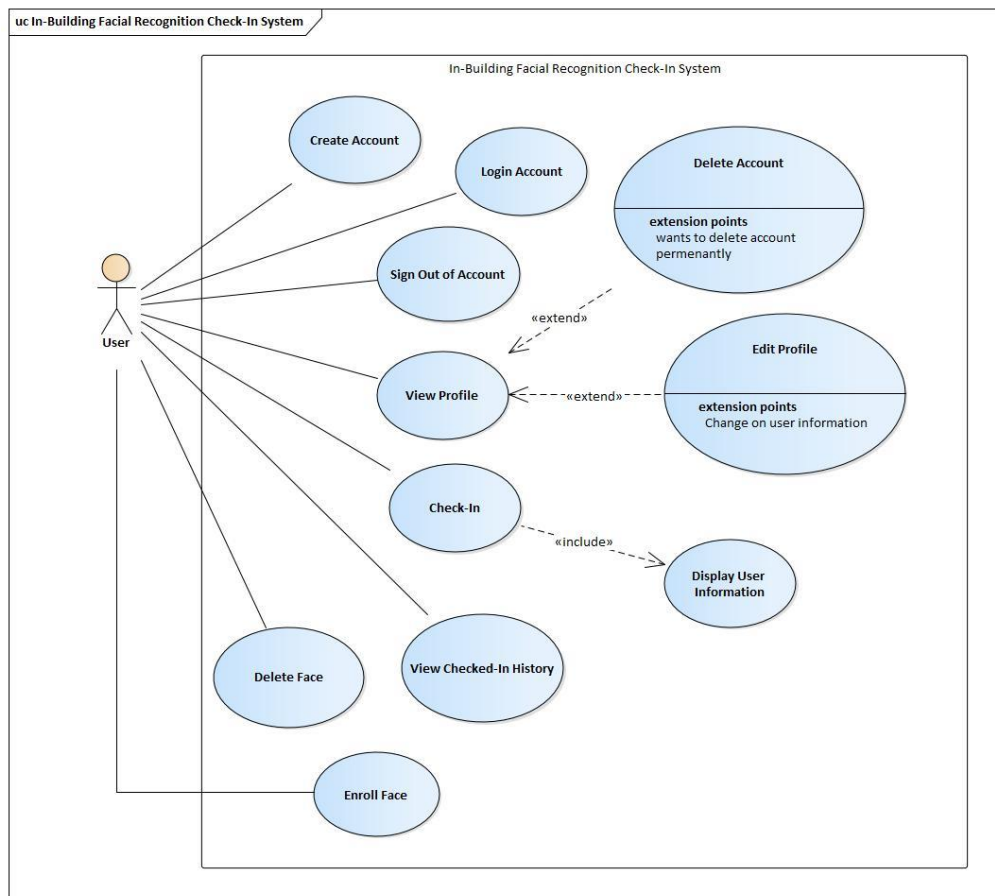 uc In-Building Facial Recognition Check-In System
In-Building Facial Recognition Check-In System
Create Account
Login Account
Delete Account
extension points
wants to delete account
permenantly
Sign Out of Account
«extend»
User
Edit Profile
View Profile
«extend»
extension points
Change on user information
Check-In
«include»
Display User
Information
Delete Face
View Checked-In History
Enroll Face